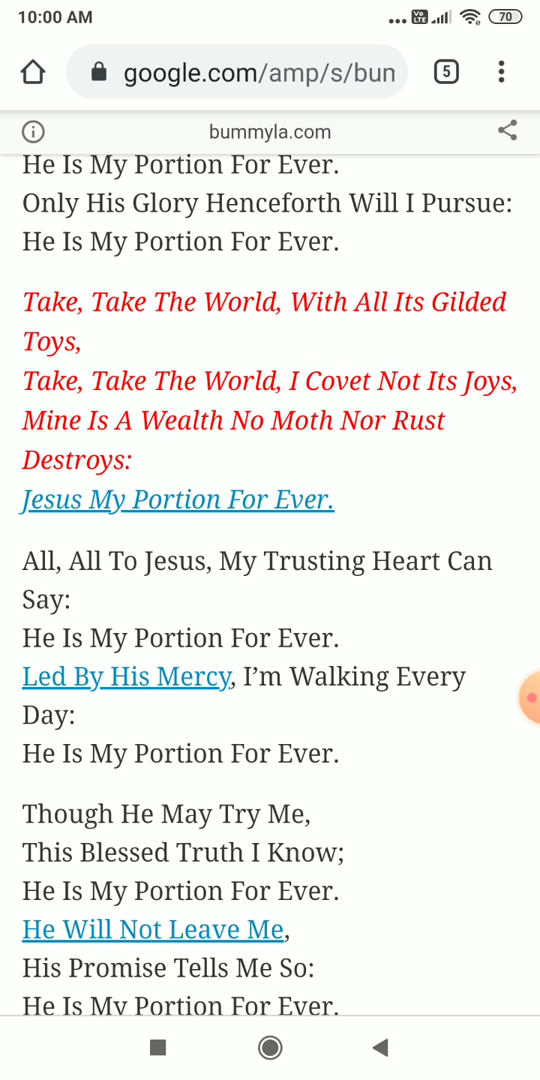 10:00 AM
Vo LTE
70
google.com/amp/s/bun
5
bummyla.com
He Is My Portion For Ever.
Only His Glory Henceforth Will I Pursue:
He Is My Portion For Ever.
Take, Take The World, With All Its Gilded
Toys,
Take, Take The World, I Covet Not Its Joys,
Mine Is A Wealth No Moth Nor Rust
Destroys:
Jesus My Portion For Ever.
All, All To Jesus, My Trusting Heart Can
Say:
He Is My Portion For Ever.
Led By His Mercy, I’m Walking Every
Day:
He Is My Portion For Ever.
Though He May Try Me,
This Blessed Truth I Know;
He Is My Portion For Ever.
He Will Not Leave Me,
His Promise Tells Me So:
He Is My Portion For Ever.